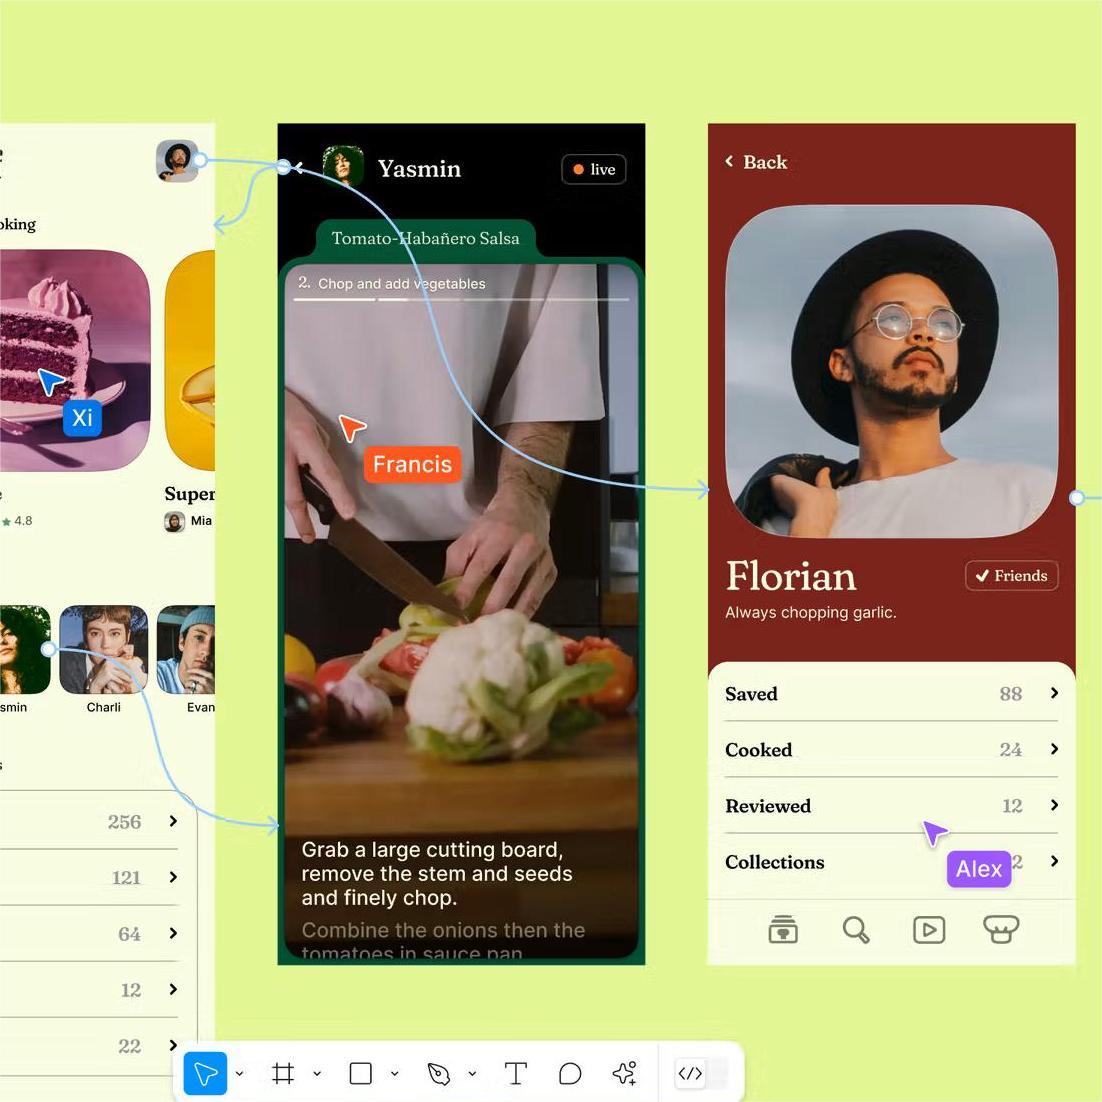 oking
Xi
4.8
Super
Mia
smin
Charli
Evan
256
121
64
12
22
Yasmin
live
Tomato-Habañero Salsa
2. Chop and add vegetables
Francis
Grab a large cutting board,
remove the stem and seeds
and finely chop.
Combine the onions then the
tomatoes in sauce pan
Back
Florian
Friends
Always chopping garlic.
Saved 88
Cooked 24
Reviewed 12
Collections 2
Alex